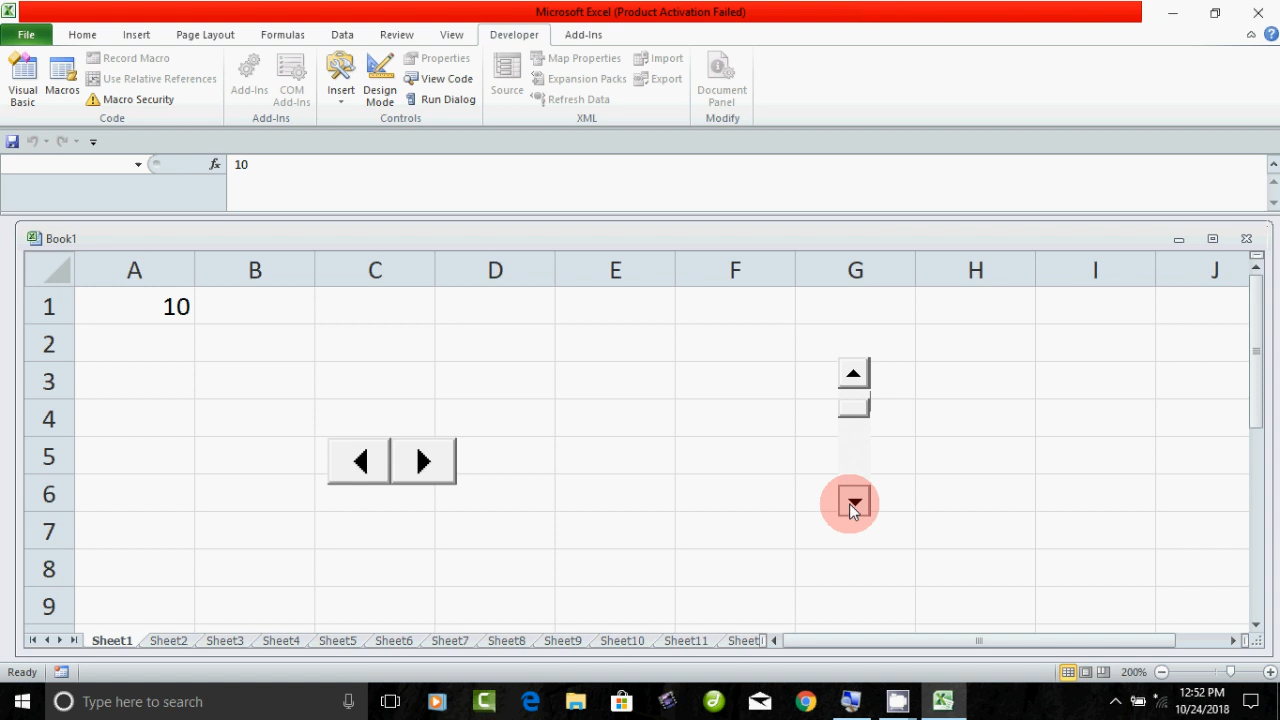 Microsoft Excel (Product Activation Failed)
File Home Insert Page Layout Formulas Data Review View Developer Add-Ins
Visual Basic
Macros
Record Macro
Use Relative References
Macro Security
Code
Add-Ins
COM Add-Ins
Add-Ins
Insert
Design Mode
Properties
View Code
Run Dialog
Controls
Source
Map Properties
Expansion Packs
Refresh Data
Import
Export
XML
Document Panel
Modify
fx 10
Book1
A B C D E F G H I J
1 10
2
3
4
5
6
7
8
9
Sheet1 Sheet2 Sheet3 Sheet4 Sheet5 Sheet6 Sheet7 Sheet8 Sheet9 Sheet10 Sheet11 Sheet
Ready 200%
Type here to search
12:52 PM
10/24/2018